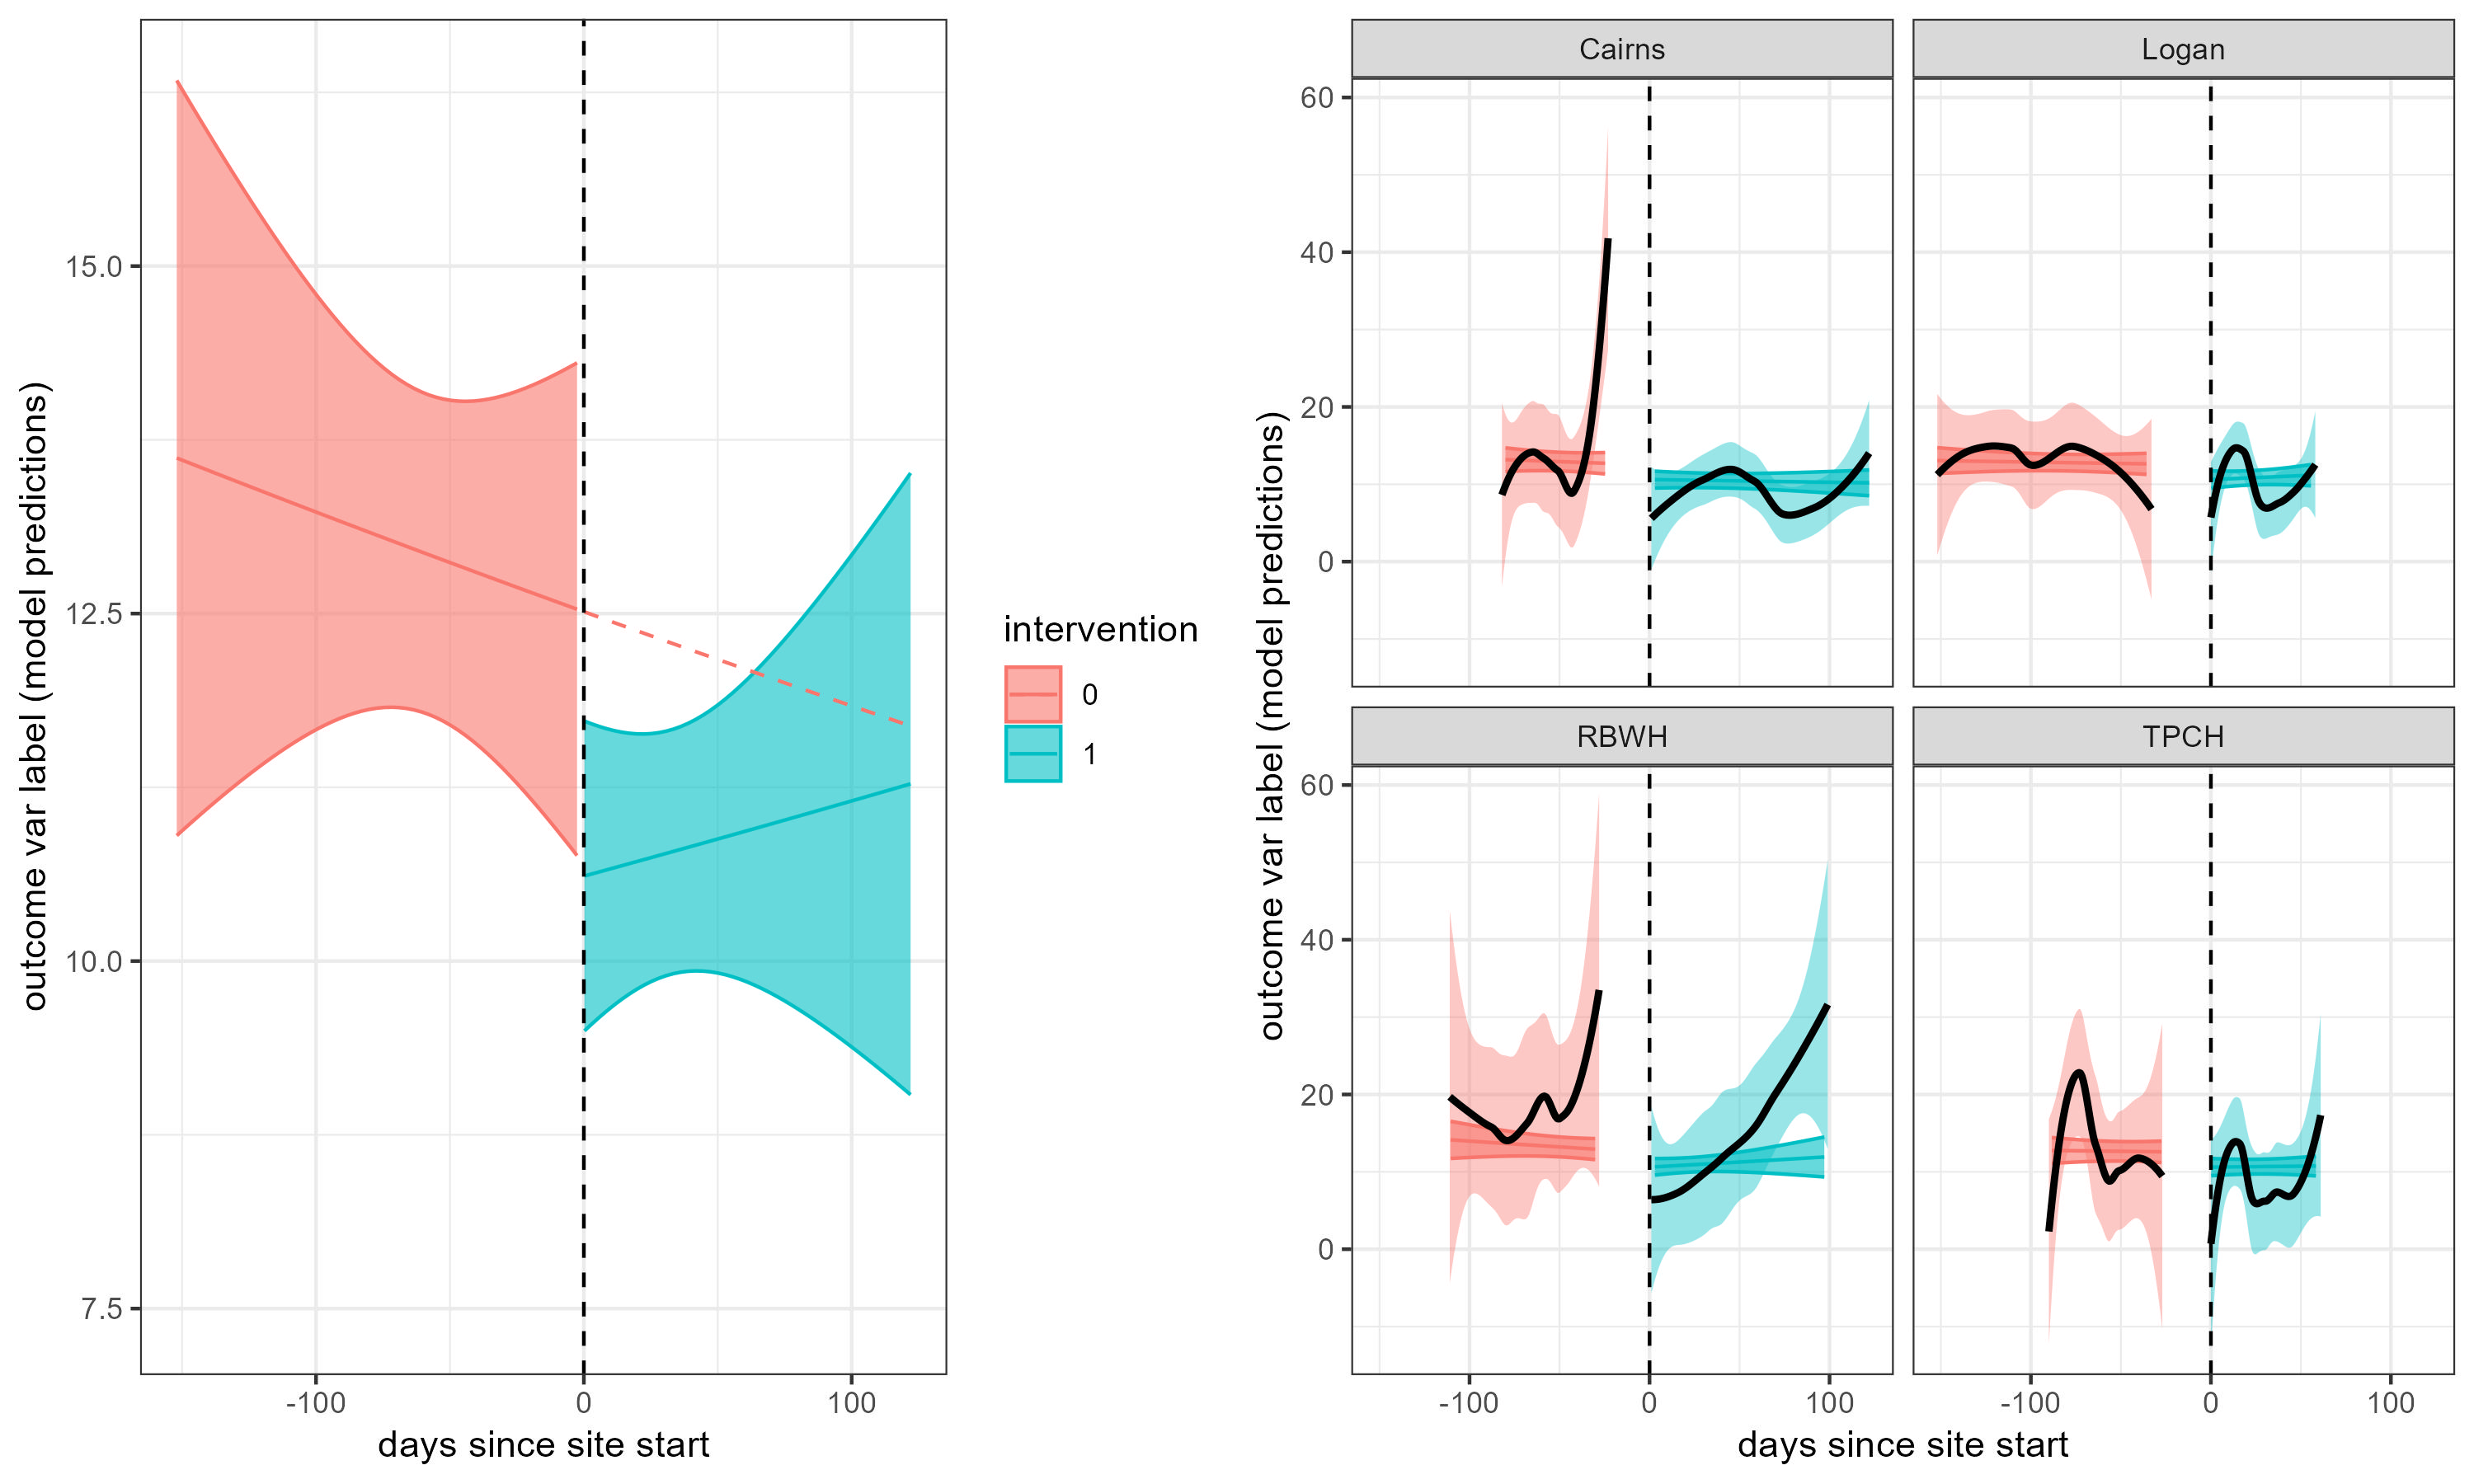 outcome var label (model predictions)
15.0
12.5
10.0
7.5
-100
0
100
days since site start
intervention
0
1
outcome var label (model predictions)
Cairns
Logan
60
40
20
0
RBWH
TPCH
60
40
20
0
-100
0
100
-100
0
100
days since site start